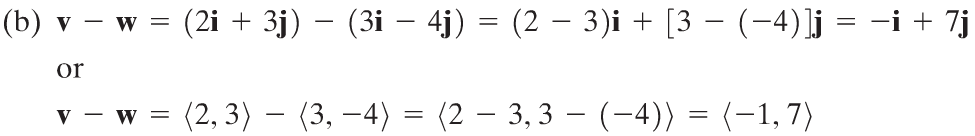 (b) v − w = (2i + 3j) − (3i − 4j) = (2 − 3)i + [3 − (−4)]j = −i + 7j
or
v − w = ⟨2, 3⟩ − ⟨3, −4⟩ = ⟨2 − 3, 3 − (−4)⟩ = ⟨−1, 7⟩